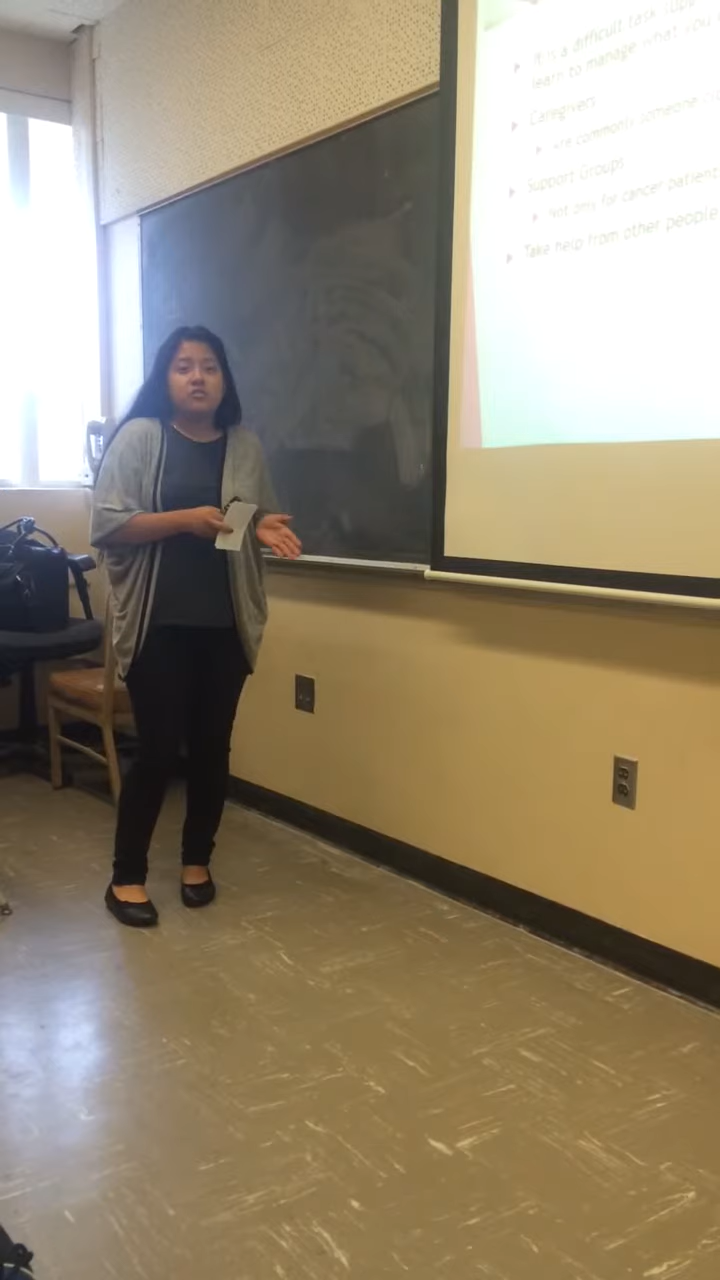 It is a difficult task
learn to manage what you
Caregivers
Are commonly someone
Support Groups
Not only for cancer patient
Take help from other people